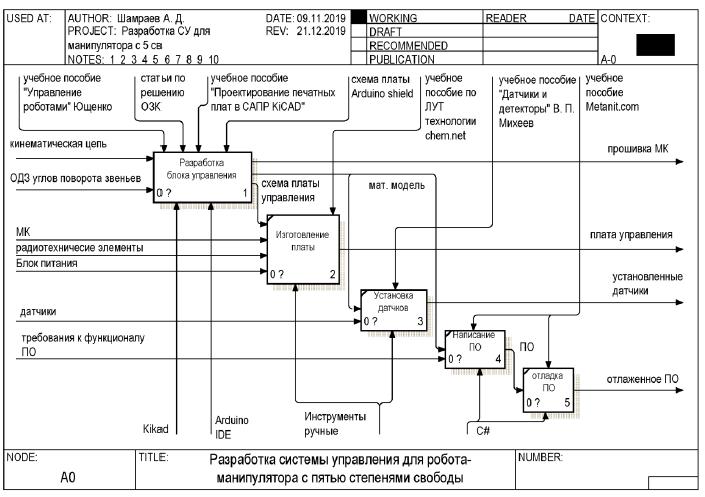 USED AT:
AUTHOR: Шамраев А. Д.
DATE: 09.11.2019
PROJECT: Разработка СУ для
REV: 21.12.2019
манипулятора с 5 св
NOTES: 1 2 3 4 5 6 7 8 9 10
WORKING
READER
DATE
DRAFT
RECOMMENDED
PUBLICATION
CONTEXT:
A-0
учебное пособие
"Управление
роботами" Ющенко
статьи по
решению
ОЗК
учебное пособие
"Проектирование печатных
плат в САПР KiCAD"
схема платы
Arduino shield
учебное
пособие по
ЛУТ
технологии
chem.net
учебное пособие
"Датчики и
детекторы" В. П.
Михеев
учебное
пособие
Metanit.com
кинематическая цепь
ОДЗ углов поворота звеньев
Разработка
блока управления
0 ?
1
прошивка МК
схема платы
управления
мат. модель
МК
радиотехничесие элементы
Блок питания
Изготовление
платы
0 ?
2
плата управления
датчики
Установка
датчков
0 ?
3
установленные
датчики
требования к функционалу
ПО
Написание
ПО
0 ?
4
ПО
отладка
ПО
0 ?
5
отлаженное ПО
Kikad
Arduino
IDE
Инструменты
ручные
C#
NODE:
A0
TITLE:
Разработка системы управления для робота-
манипулятора с пятью степенями свободы
NUMBER: